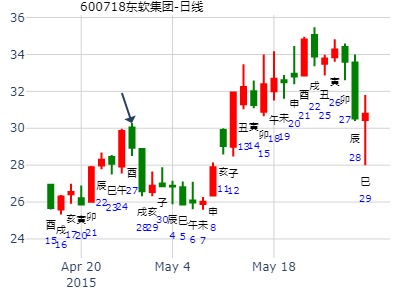 600718东软集团-日线
36
34
32
30
28
26
24
酉 15
戌 16
亥 17
寅 20
卯 21
辰 22
巳 23
午 24
酉 27
戌 28
亥 29
子 30
辰 4
巳 5
午 6
未 7
申 8
亥 11
子 12
丑 13
寅 14
卯 15
午 18
未 19
申 20
酉 21
戌 22
丑 25
寅 26
卯 27
辰 28
巳 29
Apr 20 May 4 May 18
2015